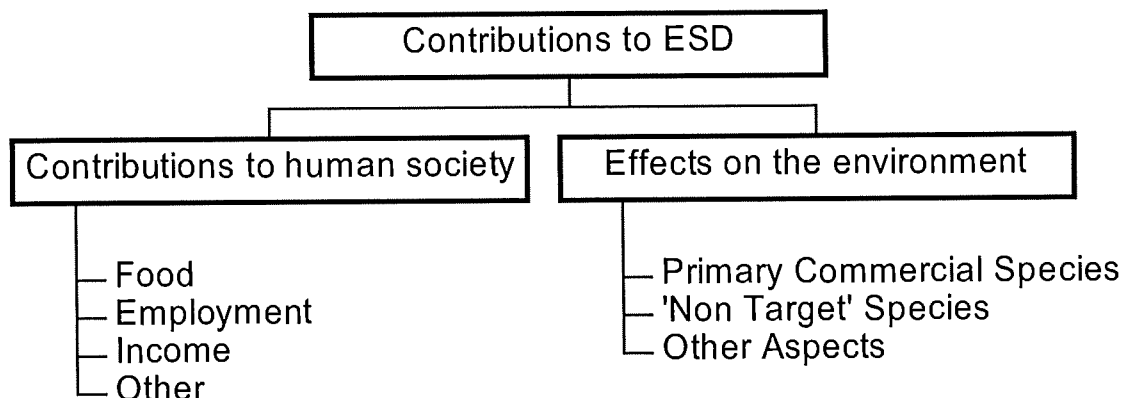 Contributions to ESD
Contributions to human society
Food
Employment
Income
Other
Effects on the environment
Primary Commercial Species
'Non Target' Species
Other Aspects